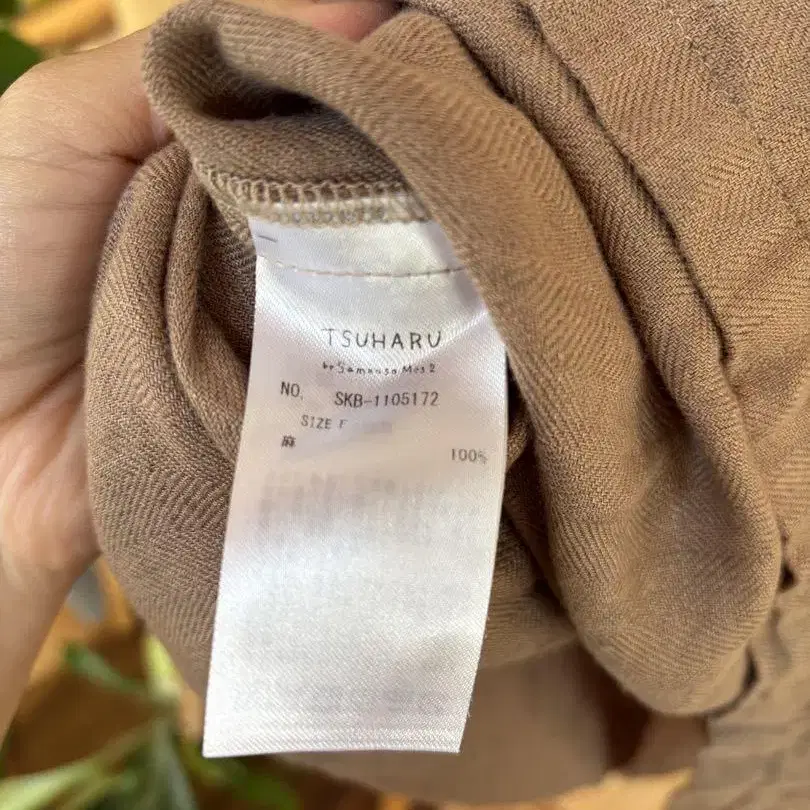 TSUHARU
by Samansa Mos2
NO. SKB-1105172
SIZE F
麻 100%